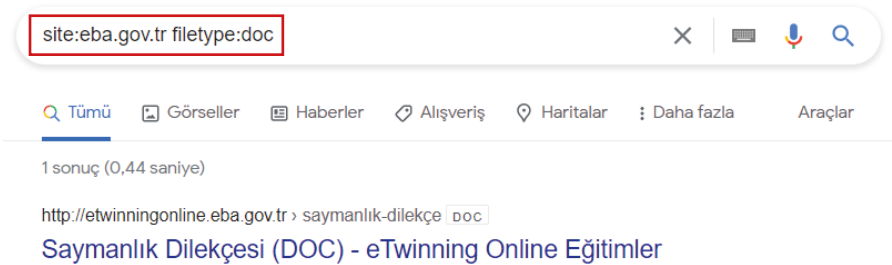 site:eba.gov.tr filetype:doc
Tümü Görseller Haberler Alışveriş Haritalar Daha fazla Araçlar
1 sonuç (0,44 saniye)
http://etwinningonline.eba.gov.tr › saymanlık-dilekçe DOC
Saymanlık Dilekçesi (DOC) - eTwinning Online Eğitimler